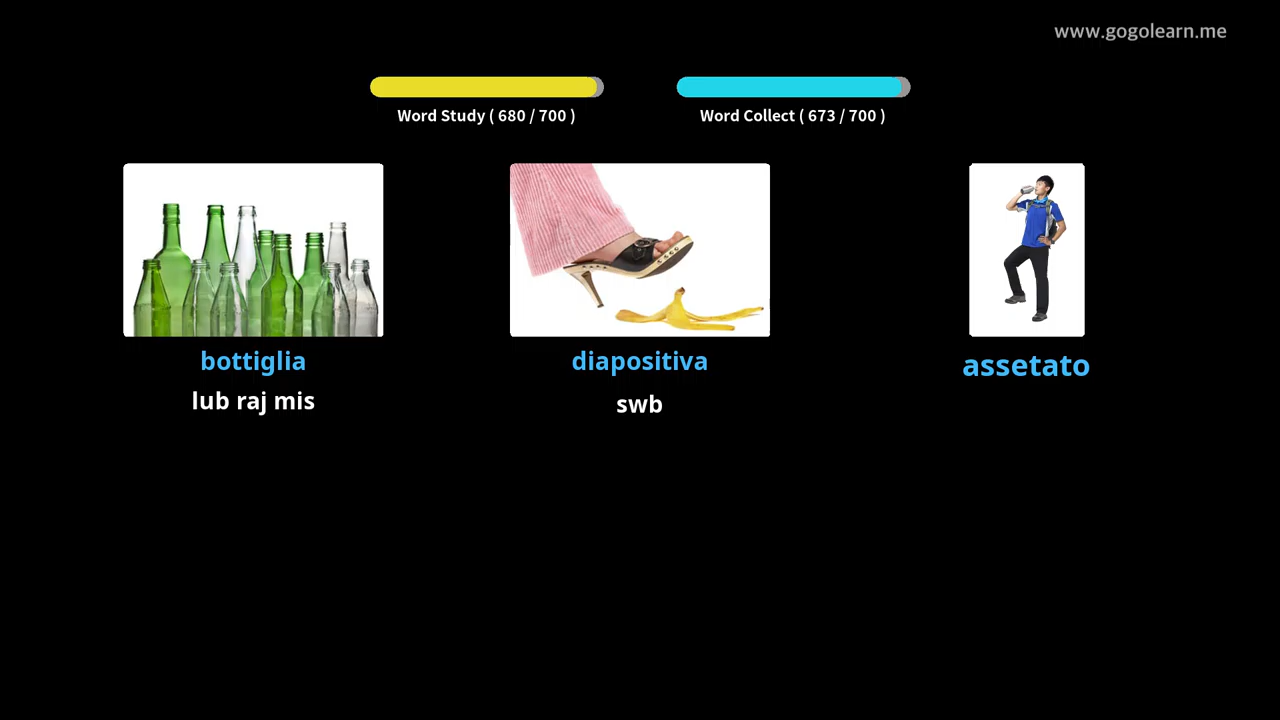 www.gogolearn.me
Word Study ( 680 / 700 )
Word Collect ( 673 / 700 )
bottiglia
lub raj mis
diapositiva
swb
assetato